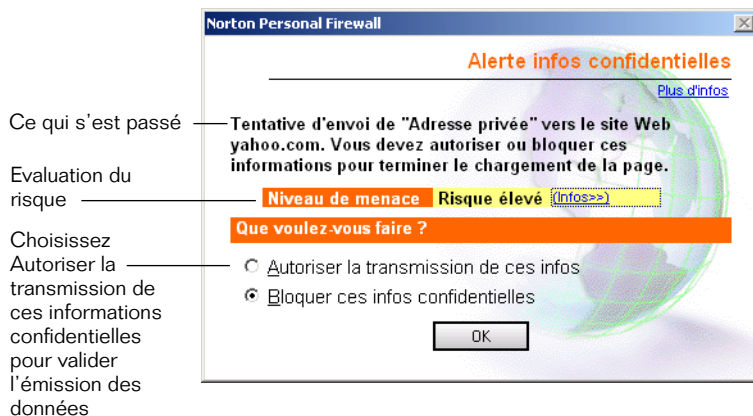 Norton Personal Firewall
Alerte infos confidentielles
Plus d'infos
Ce qui s'est passé
Tentative d'envoi de "Adresse privée" vers le site Web
yahoo.com. Vous devez autoriser ou bloquer ces
informations pour terminer le chargement de la page.
Evaluation du
risque
Niveau de menace Risque élevé (Infos>>)
Que voulez-vous faire ?
Choisissez
Autoriser la
transmission de
ces informations
confidentielles
pour valider
l'émission des
données
Autoriser la transmission de ces infos
Bloquer ces infos confidentielles
OK